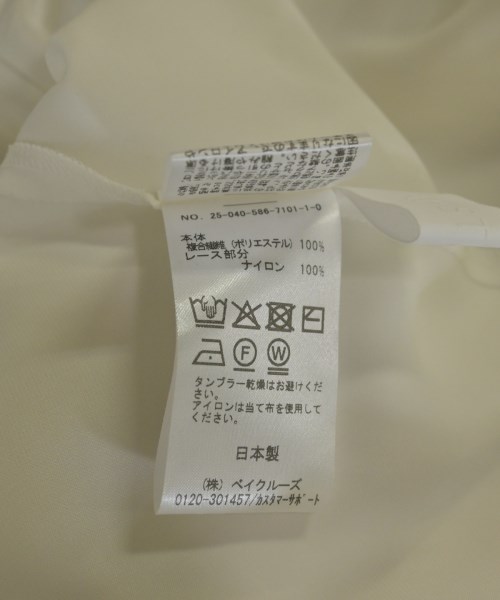 NO. 25-040-586-7101-1-0
本体
複合繊維(ポリエステル) 100%
レース部分
ナイロン 100%
F W
タンブラー乾燥はお避けくだ
さい。
アイロンは当て布を使用して
ください。
日本製
(株) ベイクルーズ
0120-301457/カスタマーサポート